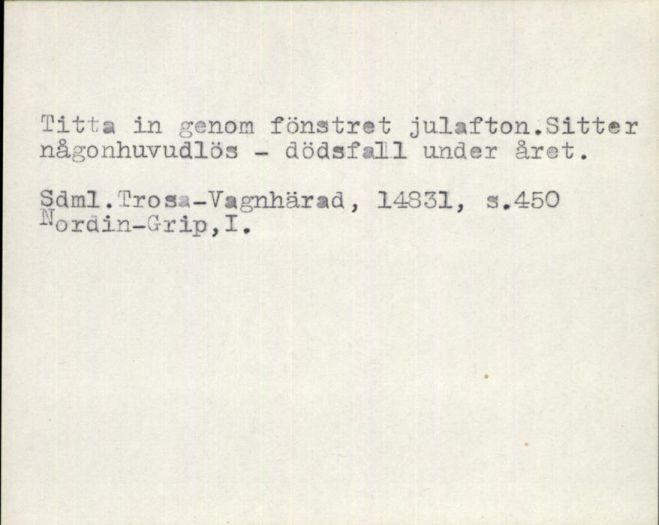 Titta in genom fönstret julafton.Sitter
någonhuvudlös - dödsfall under året.
Sdml.Trosa-Vagnhärad, 14831, s.450
Nordin-Grip,I.